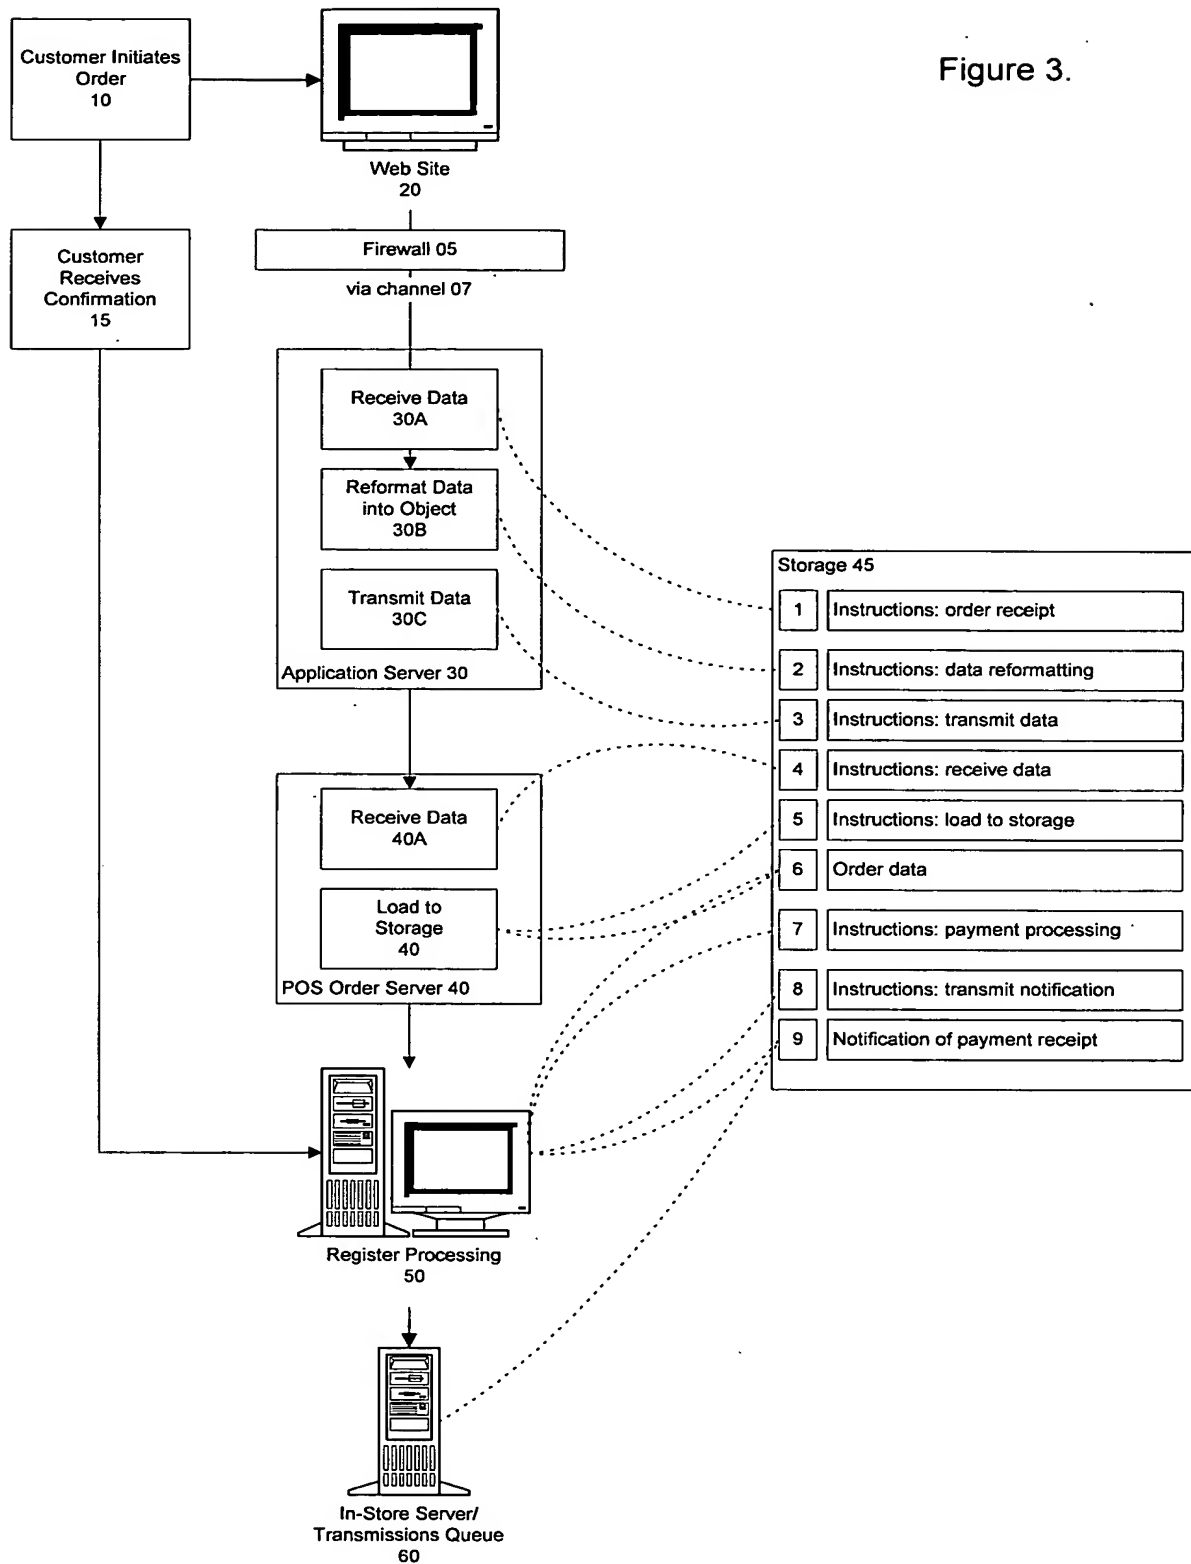 Figure 3.
Customer Initiates
Order
10
Web Site
20
Customer
Receives
Confirmation
15
Firewall 05
via channel 07
Receive Data
30A
Reformat Data
into Object
30B
Transmit Data
30C
Application Server 30
Receive Data
40A
Load to
Storage
40
POS Order Server 40
Register Processing
50
In-Store Server/
Transmissions Queue
60
Storage 45
1 Instructions: order receipt
2 Instructions: data reformatting
3 Instructions: transmit data
4 Instructions: receive data
5 Instructions: load to storage
6 Order data
7 Instructions: payment processing
8 Instructions: transmit notification
9 Notification of payment receipt